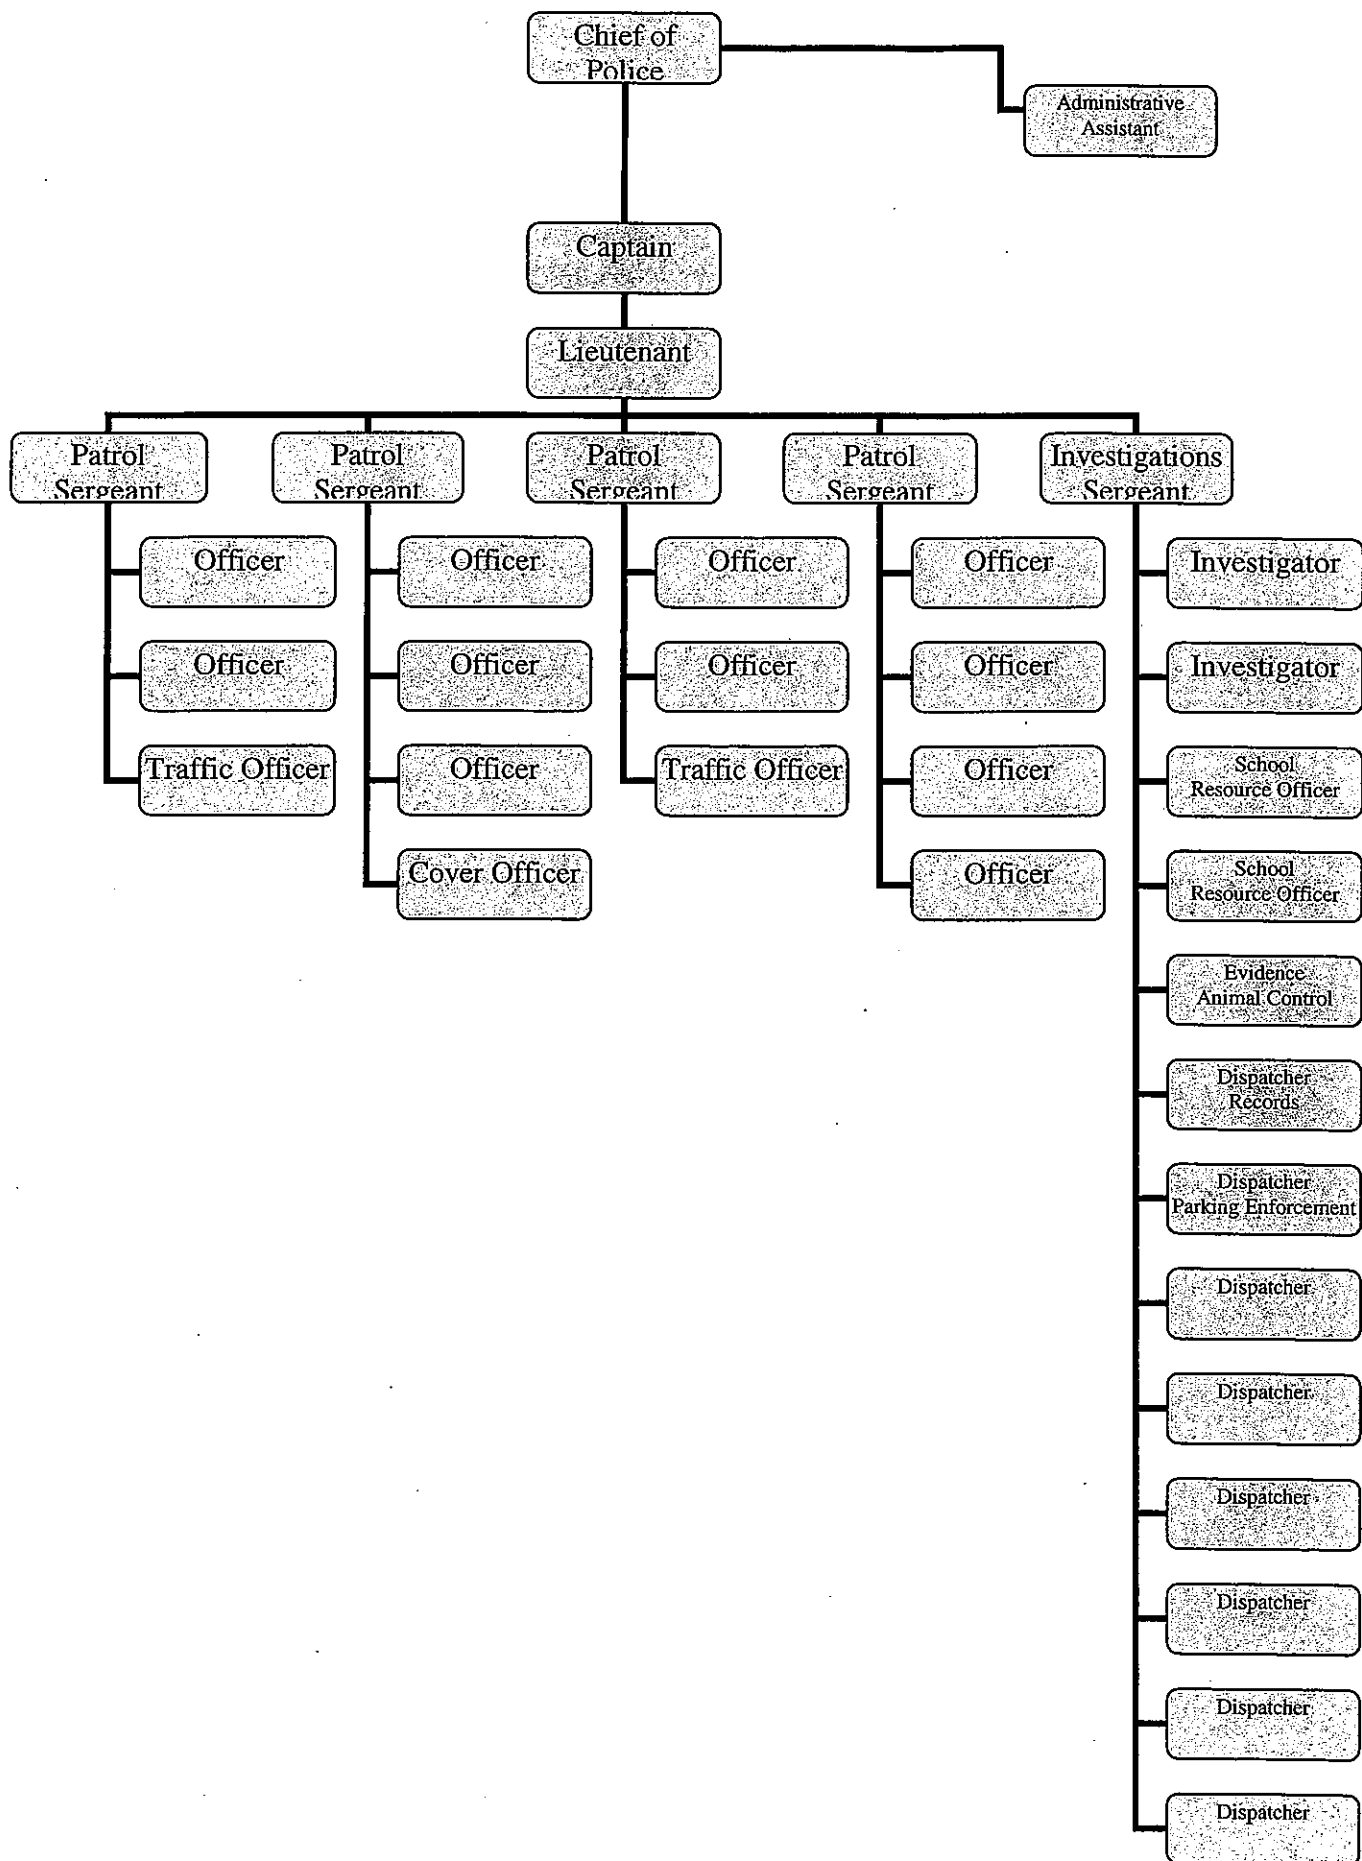 Chief of
Police
Administrative
Assistant
Captain
Lieutenant
Patrol
Sergeant
Patrol
Sergeant
Patrol
Sergeant
Patrol
Sergeant
Investigations
Sergeant
Officer
Officer
Traffic Officer
Officer
Officer
Officer
Cover Officer
Officer
Officer
Traffic Officer
Officer
Officer
Officer
Officer
Investigator
Investigator
School
Resource Officer
School
Resource Officer
Evidence
Animal Control
Dispatcher
Records
Dispatcher
Parking Enforcement
Dispatcher
Dispatcher
Dispatcher
Dispatcher
Dispatcher
Dispatcher